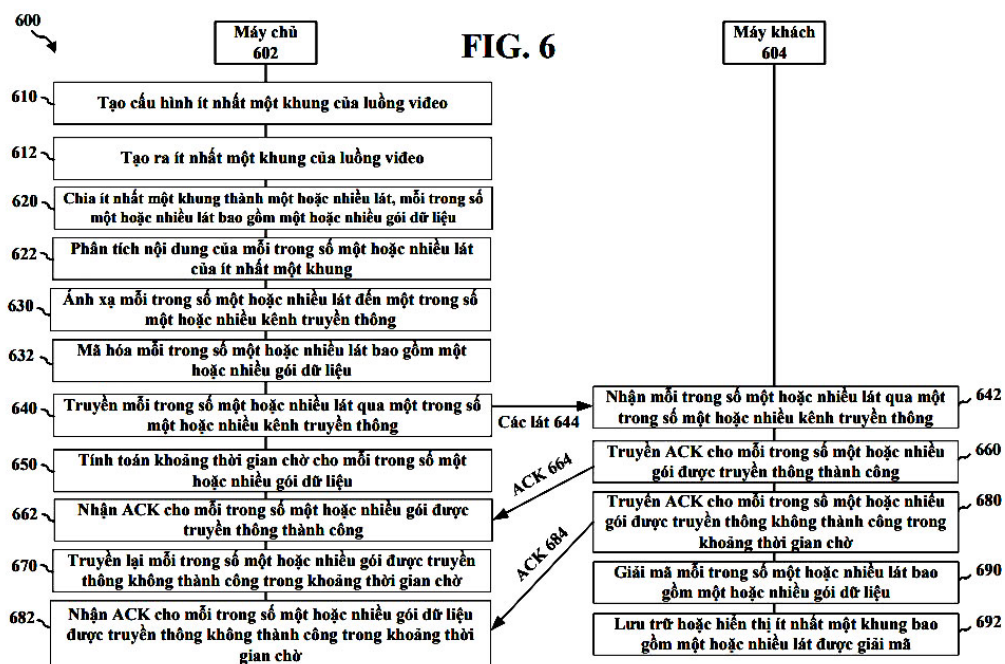 600
Máy chủ
602
FIG. 6
Máy khách
604
610
Tạo cấu hình ít nhất một khung của luồng video
612
Tạo ra ít nhất một khung của luồng video
620
Chia ít nhất một khung thành một hoặc nhiều lát, mỗi trong số
một hoặc nhiều lát bao gồm một hoặc nhiều gói dữ liệu
622
Phân tích nội dung của mỗi trong số một hoặc nhiều lát
của ít nhất một khung
630
Ánh xạ mỗi trong số một hoặc nhiều lát đến một trong số
một hoặc nhiều kênh truyền thông
632
Mã hóa mỗi trong số một hoặc nhiều lát bao gồm một
hoặc nhiều gói dữ liệu
640
Truyền mỗi trong số một hoặc nhiều lát qua một trong số
một hoặc nhiều kênh truyền thông
Các lát 644
Nhận mỗi trong số một hoặc nhiều lát qua một
trong số một hoặc nhiều kênh truyền thông
642
650
Tính toán khoảng thời gian chờ cho mỗi trong số một
hoặc nhiều gói dữ liệu
Truyền ACK cho mỗi trong số một hoặc nhiều
gói được truyền thông thành công
660
ACK 664
662
Nhận ACK cho mỗi trong số một hoặc nhiều gói được
truyền thông thành công
Truyền ACK cho mỗi trong số một hoặc nhiều
gói được truyền thông không thành công trong
khoảng thời gian chờ
680
ACK 684
670
Truyền lại mỗi trong số một hoặc nhiều gói được truyền
thông không thành công trong khoảng thời gian chờ
Giải mã mỗi trong số một hoặc nhiều lát bao
gồm một hoặc nhiều gói dữ liệu
690
682
Nhận ACK cho mỗi trong số một hoặc nhiều gói dữ liệu
được truyền thông không thành công trong khoảng thời
gian chờ
Lưu trữ hoặc hiển thị ít nhất một khung bao
gồm một hoặc nhiều lát được giải mã
692